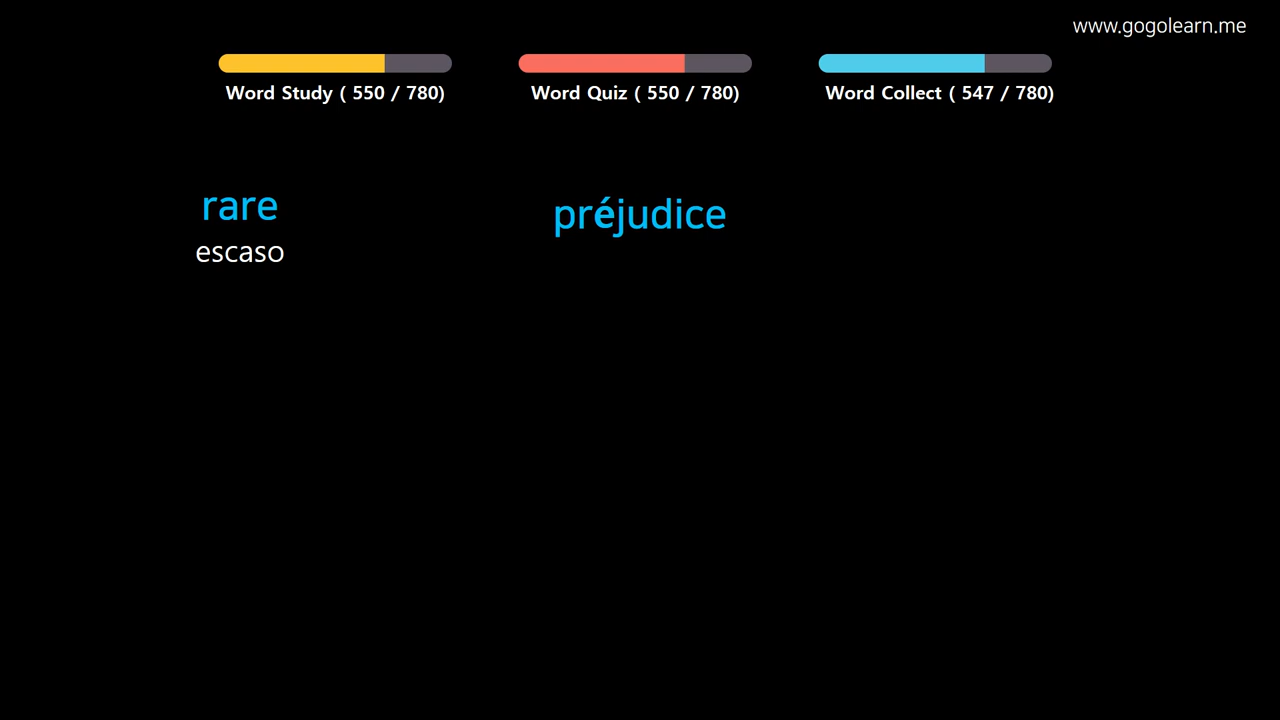 www.gogolearn.me
Word Study ( 550 / 780)
Word Quiz ( 550 / 780)
Word Collect ( 547 / 780)
rare
escaso
préjudice